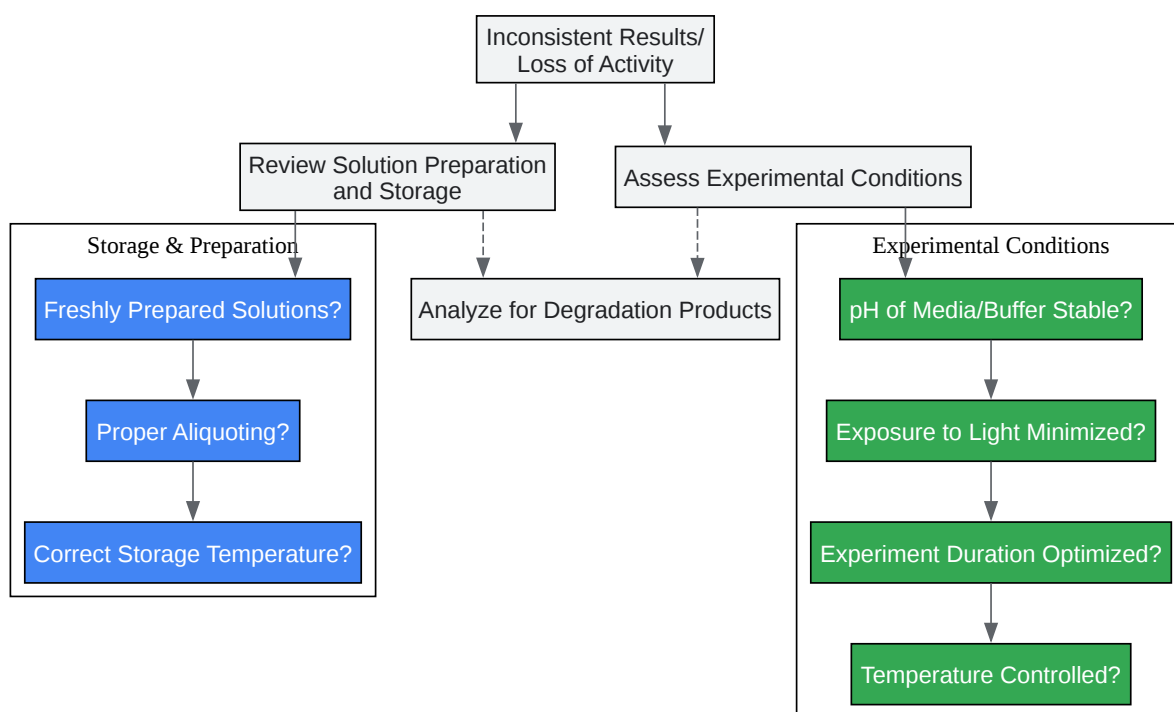 Inconsistent Results/
Loss of Activity
Review Solution Preparation
and Storage
Assess Experimental Conditions
Storage & Preparation
Experimental Conditions
Freshly Prepared Solutions?
Analyze for Degradation Products
pH of Media/Buffer Stable?
Proper Aliquoting?
Exposure to Light Minimized?
Correct Storage Temperature?
Experiment Duration Optimized?
Temperature Controlled?